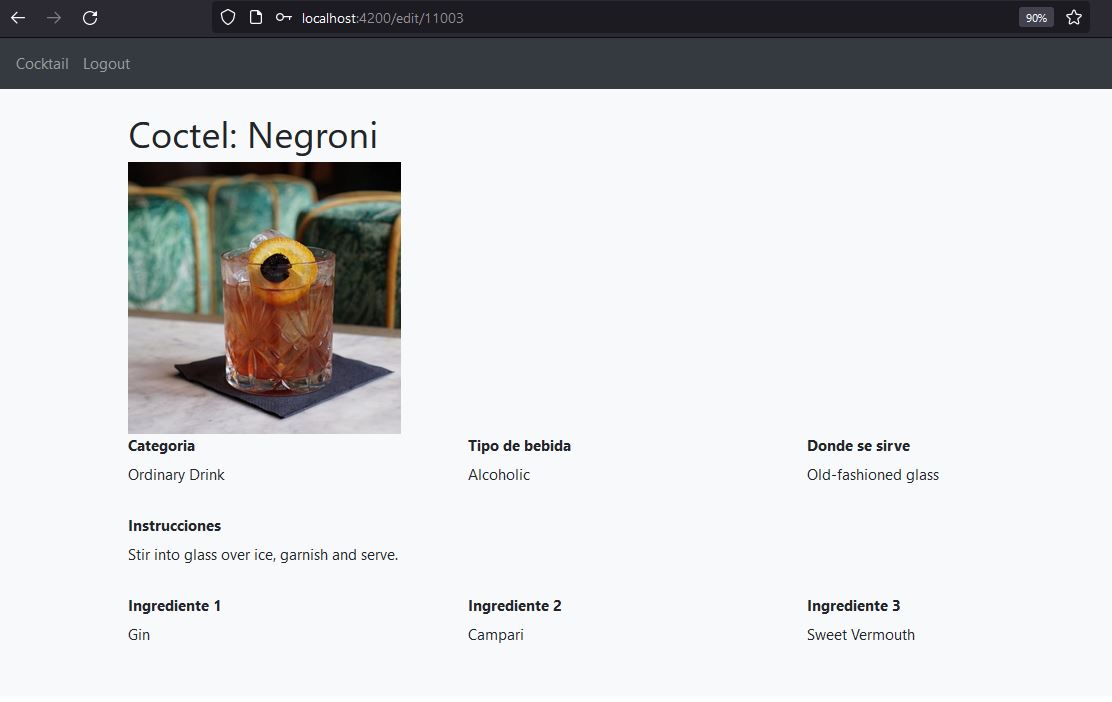 localhost:4200/edit/11003
90%
Cocktail Logout
Coctel: Negroni
Categoria Tipo de bebida Donde se sirve
Ordinary Drink Alcoholic Old-fashioned glass
Instrucciones
Stir into glass over ice, garnish and serve.
Ingrediente 1 Ingrediente 2 Ingrediente 3
Gin Campari Sweet Vermouth